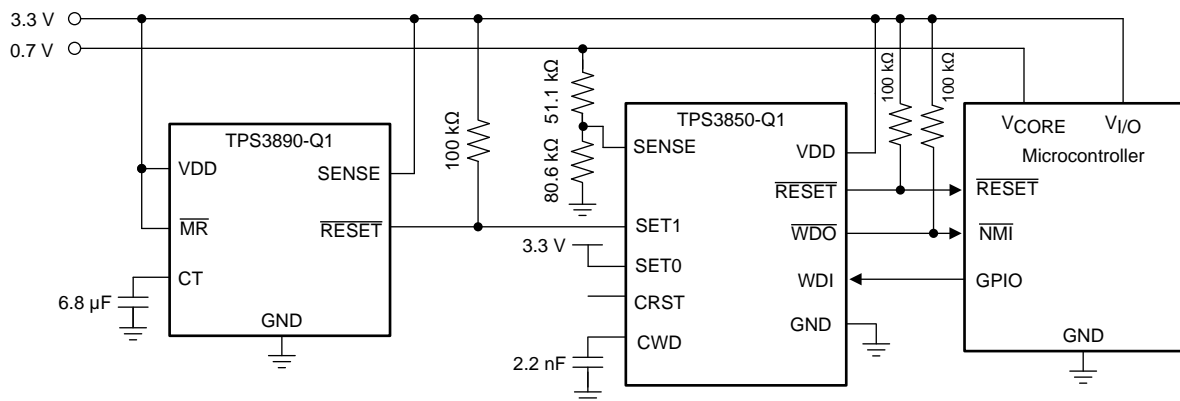 3.3 V
0.7 V
TPS3890-Q1
VDD
SENSE
MR
RESET
CT
GND
6.8 µF
100 kΩ
51.1 kΩ
80.6 kΩ
3.3 V
2.2 nF
TPS3850-Q1
SENSE
VDD
RESET
WDO
SET1
SET0
WDI
CRST
GND
CWD
100 kΩ
100 kΩ
VCORE
VI/O
Microcontroller
RESET
NMI
GPIO
GND